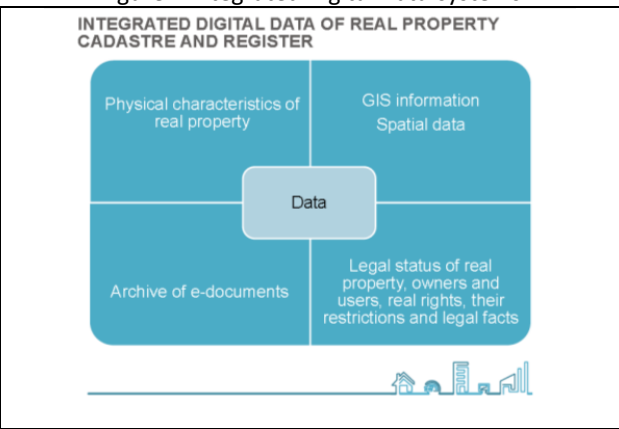 INTEGRATED DIGITAL DATA OF REAL PROPERTY
CADASTRE AND REGISTER
Physical characteristics of
real property
GIS information
Spatial data
Data
Archive of e-documents
Legal status of real
property, owners and
users, real rights, their
restrictions and legal facts